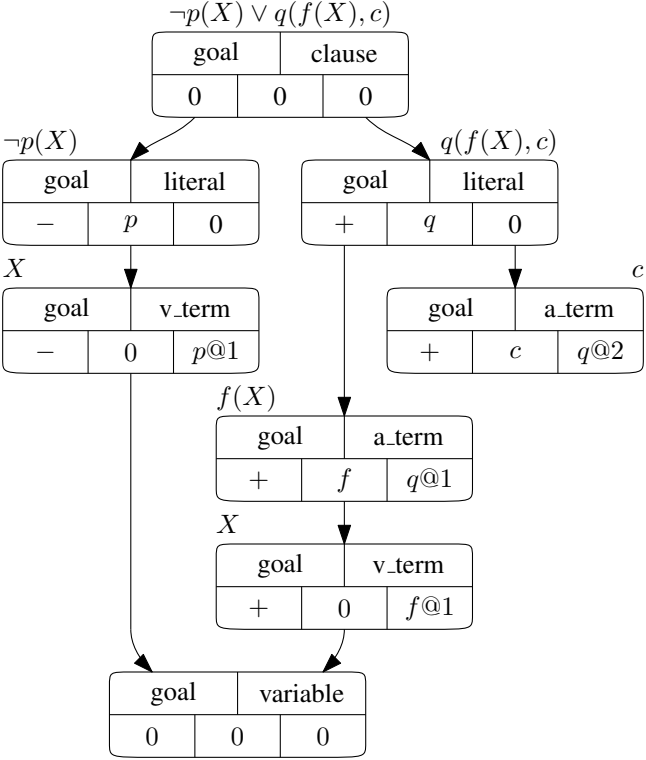 ¬p(X) ∨ q(f(X), c)
goal clause
0 0 0
¬p(X)
q(f(X), c)
goal literal
goal literal
− p 0
+ q 0
X
c
goal v_term
goal a_term
− 0 p@1
+ c q@2
f(X)
goal a_term
+ f q@1
X
goal v_term
+ 0 f@1
goal variable
0 0 0